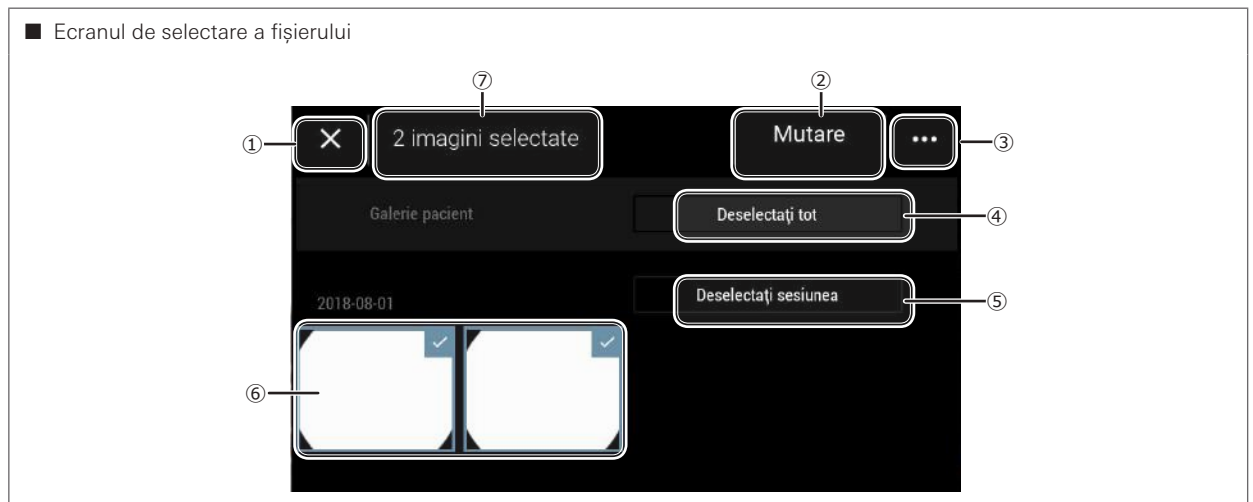 ■ Ecranul de selectare a fișierului
⑦ ②
① 2 imagini selectate Mutare ③
Galerie pacient Deselectați tot ④
2018-08-01 Deselectați sesiunea ⑤
⑥